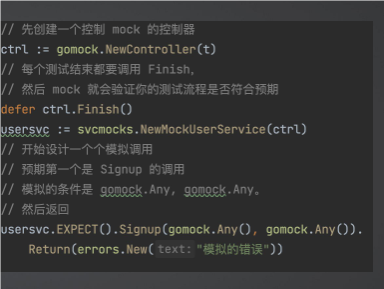 // 先创建一个控制 mock 的控制器
ctrl := gomock.NewController(t)
// 每个测试结束都要调用 Finish,
// 然后 mock 就会验证你的测试流程是否符合预期
defer ctrl.Finish()
usersvc := svcmocks.NewMockUserService(ctrl)
// 开始设计一个个模拟调用
// 预期第一个是 Signup 的调用
// 模拟的条件是 gomock.Any, gomock.Any。
// 然后返回
usersvc.EXPECT().Signup(gomock.Any(), gomock.Any()).
Return(errors.New( text: "模拟的错误"))